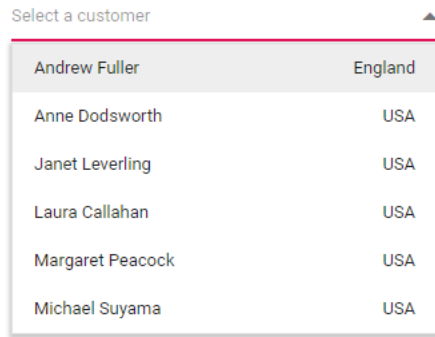 Select a customer
Andrew Fuller England
Anne Dodsworth USA
Janet Leverling USA
Laura Callahan USA
Margaret Peacock USA
Michael Suyama USA